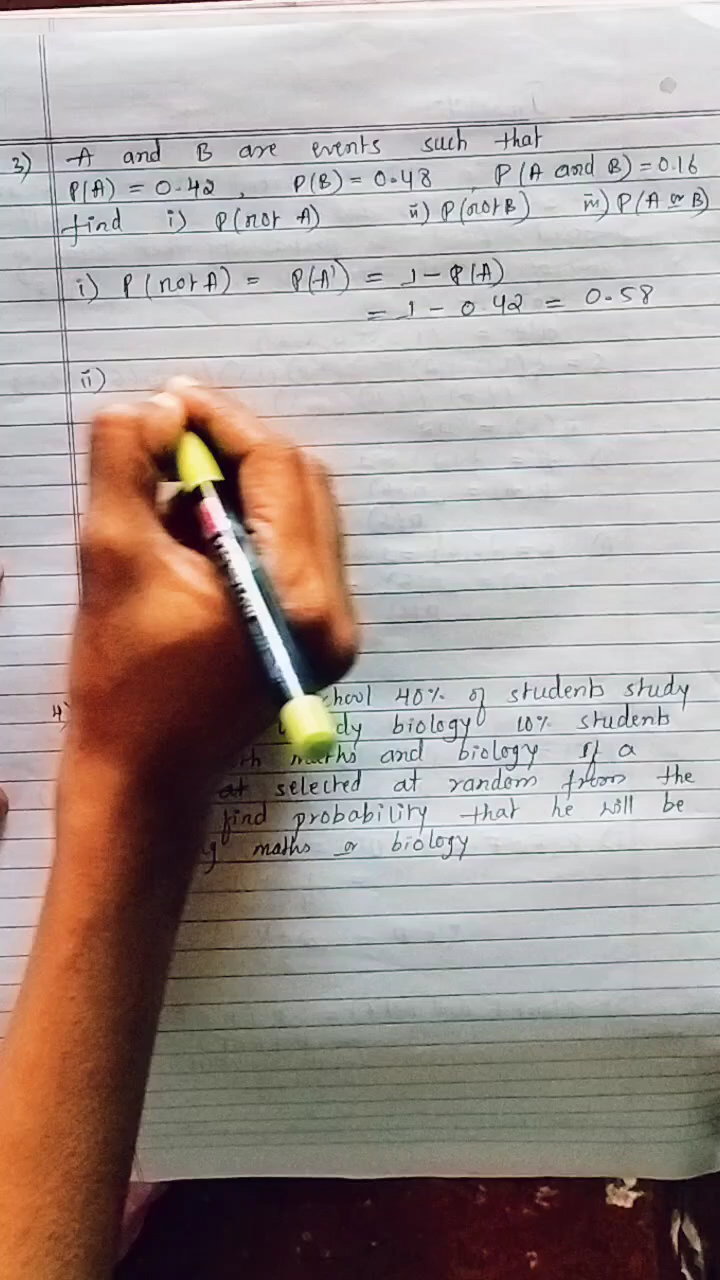 3) A and B are events such that
P(A) = 0.42, P(B) = 0.48, P(A and B) = 0.16
find i) P(not A) ii) P(not B) iii) P(A or B)
i) P(not A) = P(A') = 1 - P(A)
= 1 - 0.42 = 0.58
ii)
4) 40% of students study
biology 10% students
maths and biology If a
selected at random from the
find probability that he will be
maths or biology